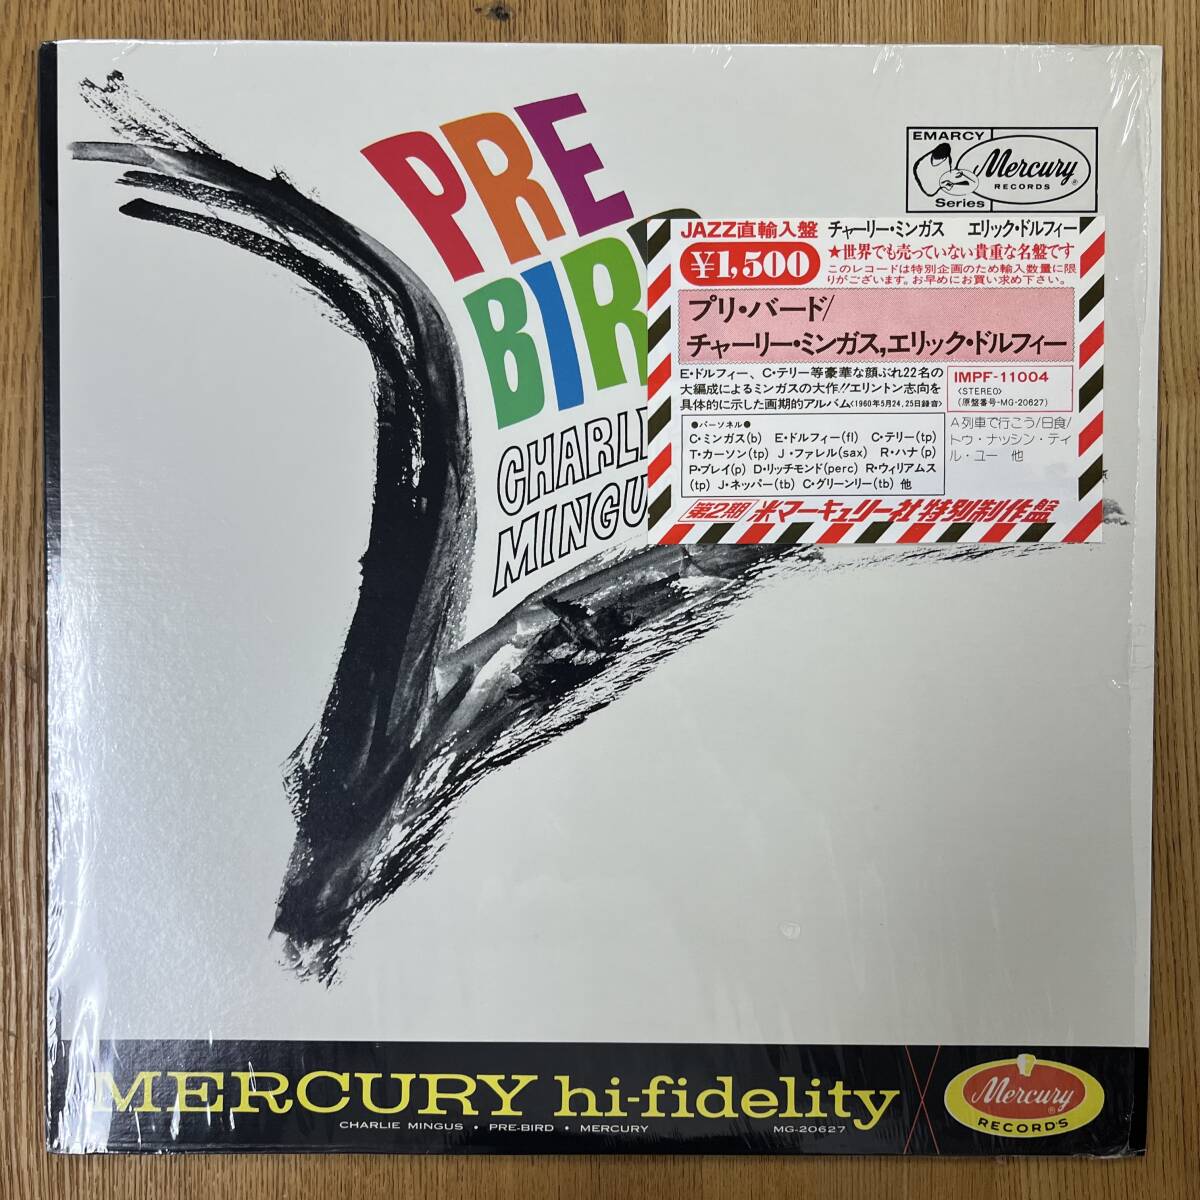 PRE
BIRD
CHARLIE
MINGUS
EMARCY
Mercury
RECORDS
Series
JAZZ直輸入盤 チャーリー・ミンガス エリック・ドルフィー
¥1,500
★世界でも売っていない貴重な名盤です
このレコードは特別企画のため輸入数量に限
りがございます。お早めにお買い求め下さい。
プリ・バード/
チャーリー・ミンガス,エリック・ドルフィー
E・ドルフィー、C・テリー等豪華な顔ぶれ22名の
大編成によるミンガスの大作!!エリントン志向を
具体的に示した画期的アルバム〈1960年5月24,25日録音〉
IMPF-11004
〈STEREO〉
(原盤番号-MG-20627)
●パーソネル●
C・ミンガス(b) E・ドルフィー(fl) C・テリー(tp)
T・カーソン(tp) J・ファレル(sax) R・ハナ(p)
P・ブレイ(p) D・リッチモンド(perc) R・ウィリアムス
(tp) J・ネッパー(tb) C・グリーンリー(tb) 他
A列車で行こう/日食/
トゥ・ナッシン・ティ
ル・ユー 他
第2期 米マーキュリー社特別制作盤
MERCURY hi-fidelity
CHARLIE MINGUS • PRE-BIRD • MERCURY MG-20627
Mercury
RECORDS